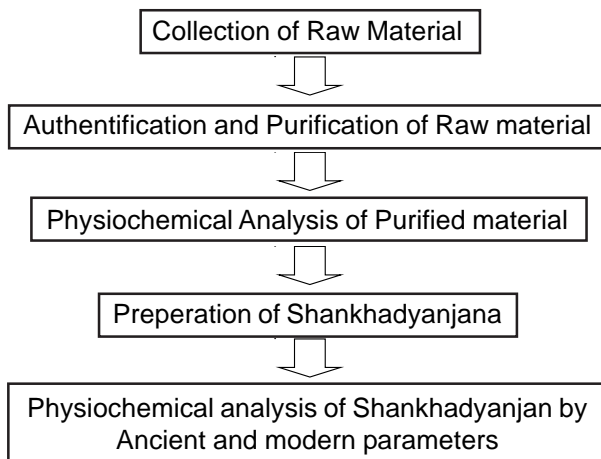 Collection of Raw Material
Authentification and Purification of Raw material
Physiochemical Analysis of Purified material
Preperation of Shankhadyanjana
Physiochemical analysis of Shankhadyanjan by
Ancient and modern parameters